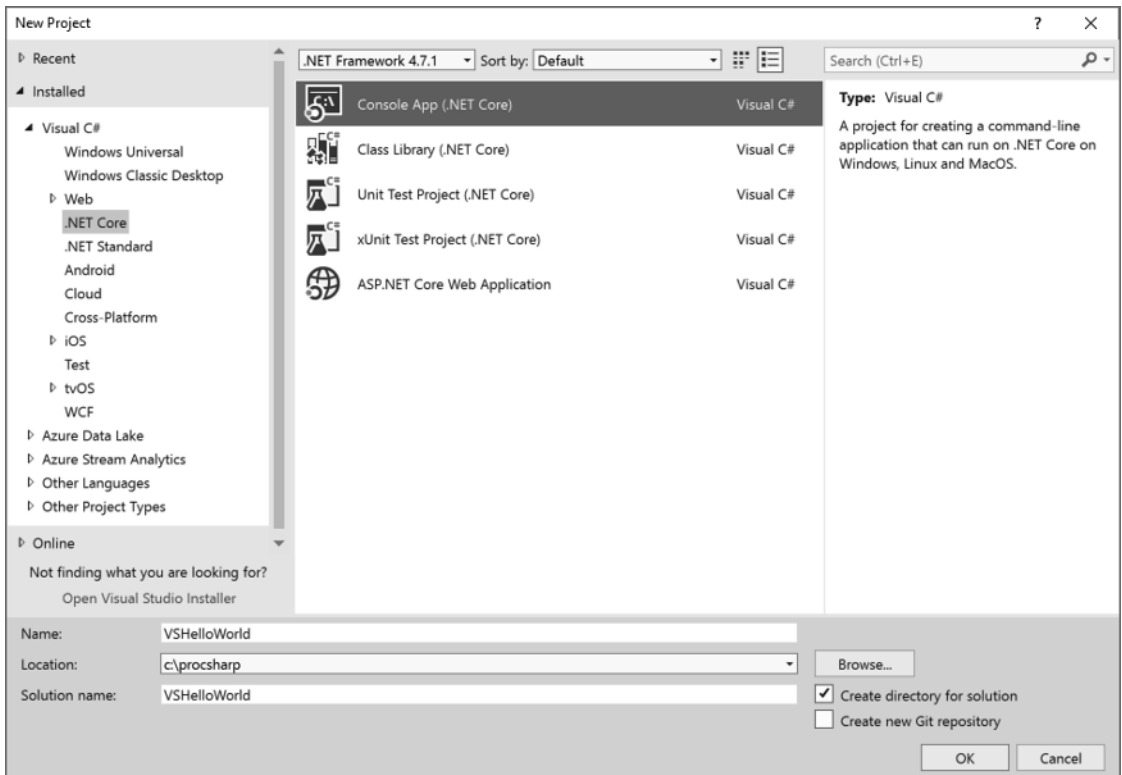 New Project
?
Recent
Installed
Visual C#
Windows Universal
Windows Classic Desktop
Web
.NET Core
.NET Standard
Android
Cloud
Cross-Platform
iOS
Test
tvOS
WCF
Azure Data Lake
Azure Stream Analytics
Other Languages
Other Project Types
Online
Not finding what you are looking for?
Open Visual Studio Installer
.NET Framework 4.7.1 Sort by: Default
Console App (.NET Core) Visual C#
Class Library (.NET Core) Visual C#
Unit Test Project (.NET Core) Visual C#
xUnit Test Project (.NET Core) Visual C#
ASP.NET Core Web Application Visual C#
Search (Ctrl+E)
Type: Visual C#
A project for creating a command-line
application that can run on .NET Core on
Windows, Linux and MacOS.
Name: VSHelloWorld
Location: c:\procsharp Browse...
Solution name: VSHelloWorld
Create directory for solution
Create new Git repository
OK Cancel